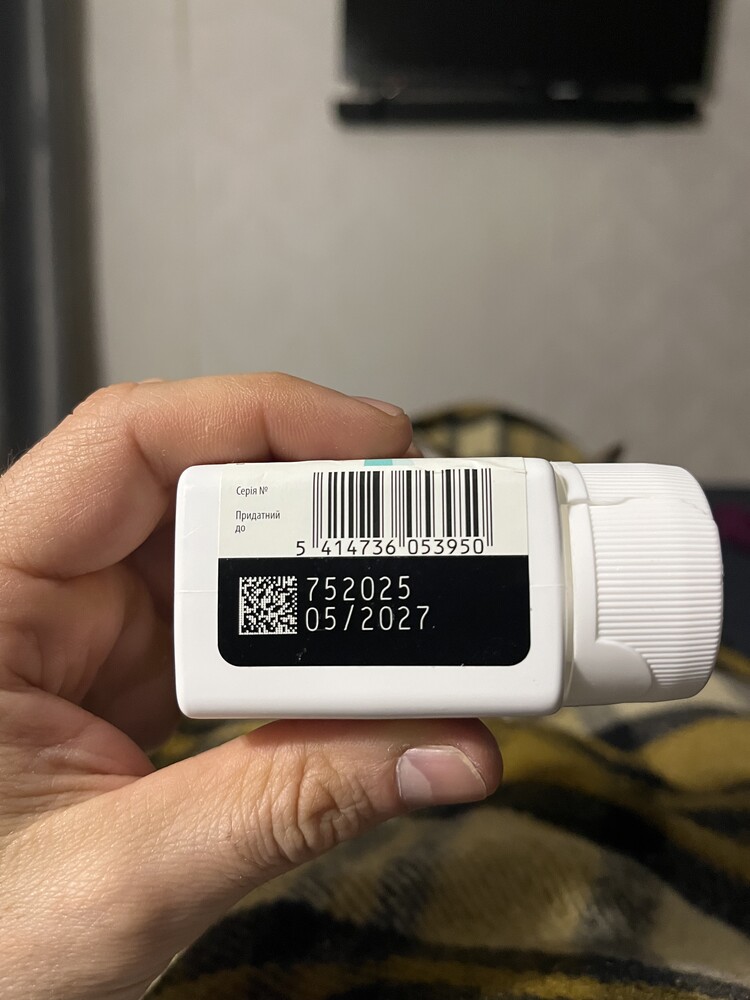 Серія №
Придатний
до
5 414736 053950
752025
05/2027